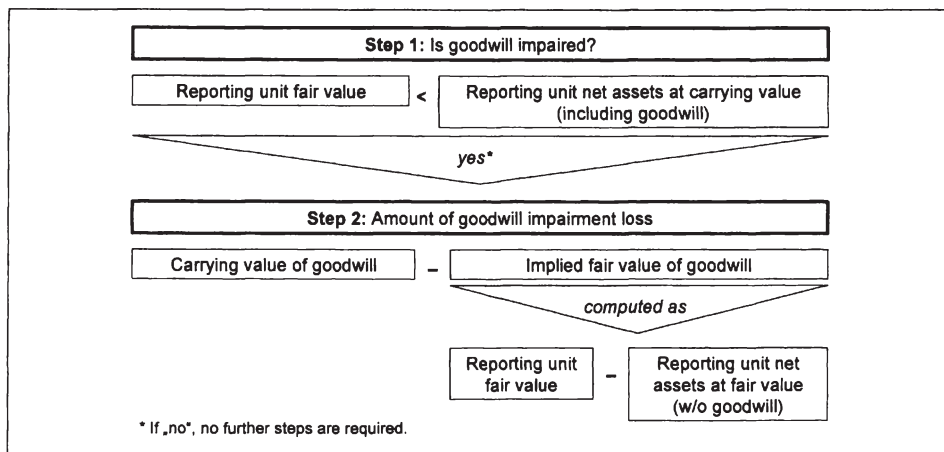 Step 1: Is goodwill impaired?
Reporting unit fair value
<
Reporting unit net assets at carrying value
(including goodwill)
yes*
Step 2: Amount of goodwill impairment loss
Carrying value of goodwill
–
Implied fair value of goodwill
computed as
Reporting unit
fair value
–
Reporting unit net
assets at fair value
(w/o goodwill)
* If „no“, no further steps are required.